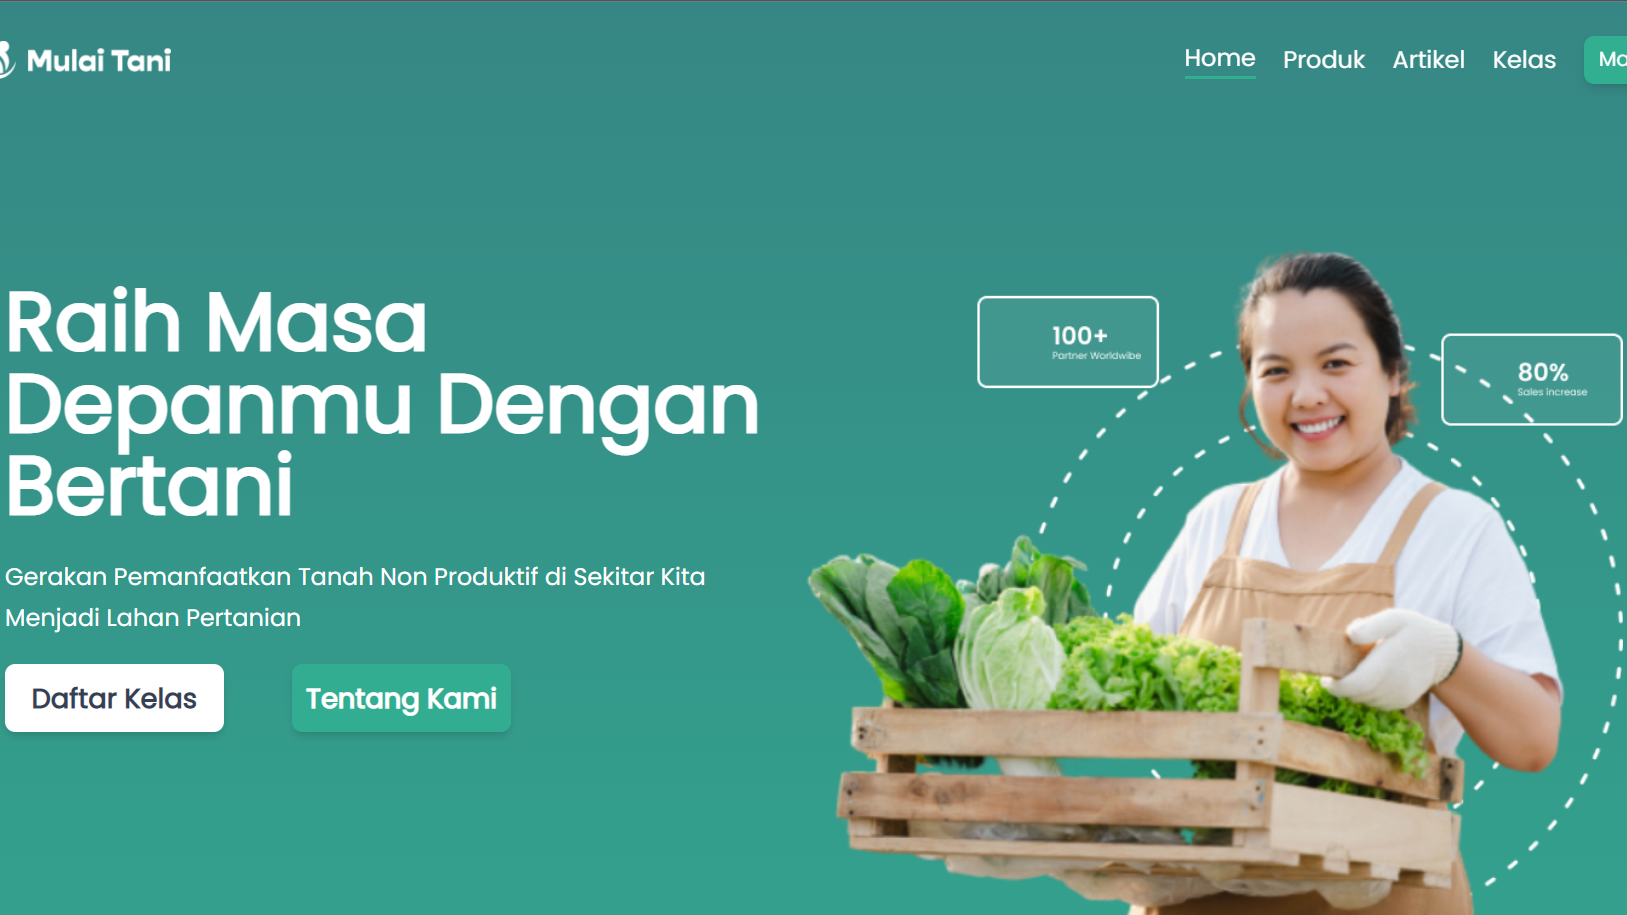 Mulai Tani
Home
Produk
Artikel
Kelas
Raih Masa
Depanmu Dengan
Bertani
100+
Partner Worldwibe
80%
Sales increase
Gerakan Pemanfaatkan Tanah Non Produktif di Sekitar Kita
Menjadi Lahan Pertanian
Daftar Kelas
Tentang Kami